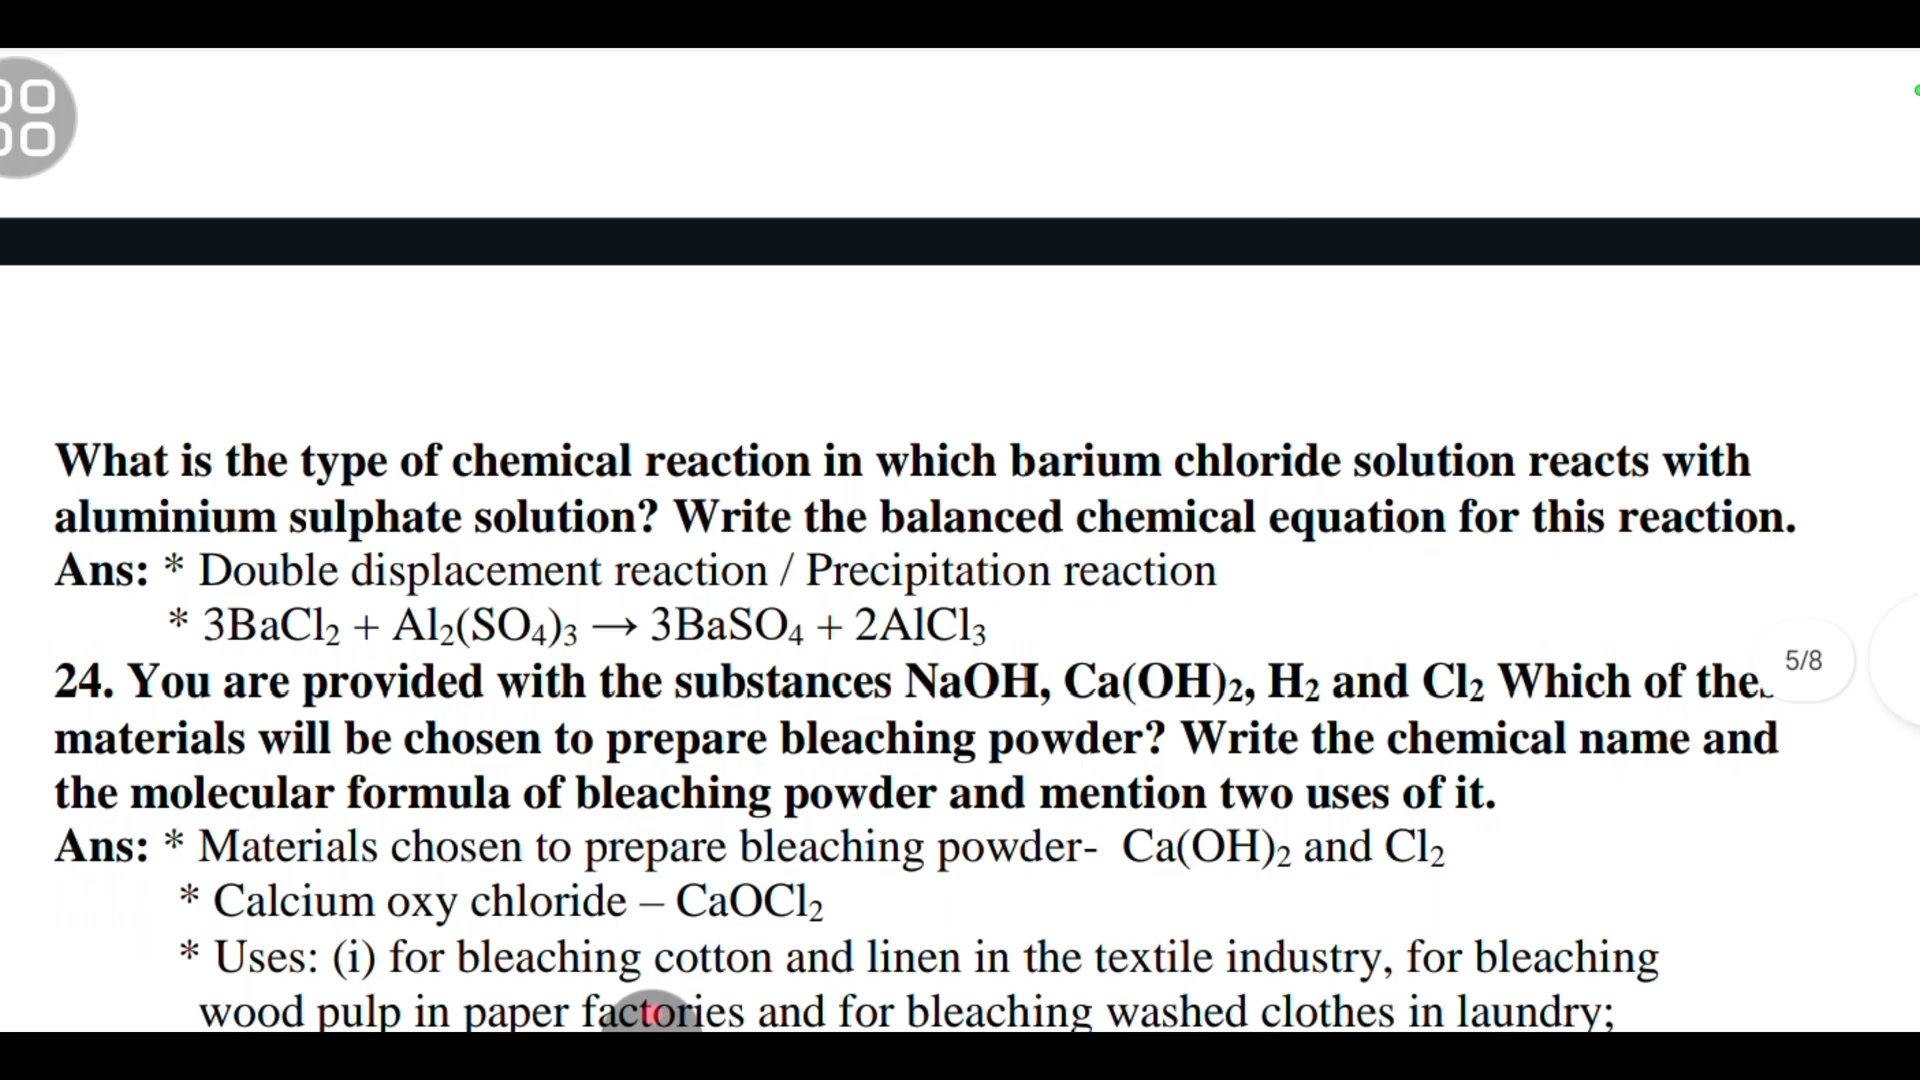 What is the type of chemical reaction in which barium chloride solution reacts with
aluminium sulphate solution? Write the balanced chemical equation for this reaction.
Ans: * Double displacement reaction / Precipitation reaction
* 3BaCl₂ + Al₂(SO₄)₃ → 3BaSO₄ + 2AlCl₃
5/8
24. You are provided with the substances NaOH, Ca(OH)₂, H₂ and Cl₂ Which of
materials will be chosen to prepare bleaching powder? Write the chemical name and
the molecular formula of bleaching powder and mention two uses of it.
Ans: * Materials chosen to prepare bleaching powder- Ca(OH)₂ and Cl₂
* Calcium oxy chloride – CaOCl₂
* Uses: (i) for bleaching cotton and linen in the textile industry, for bleaching
wood pulp in paper factories and for bleaching washed clothes in laundry;